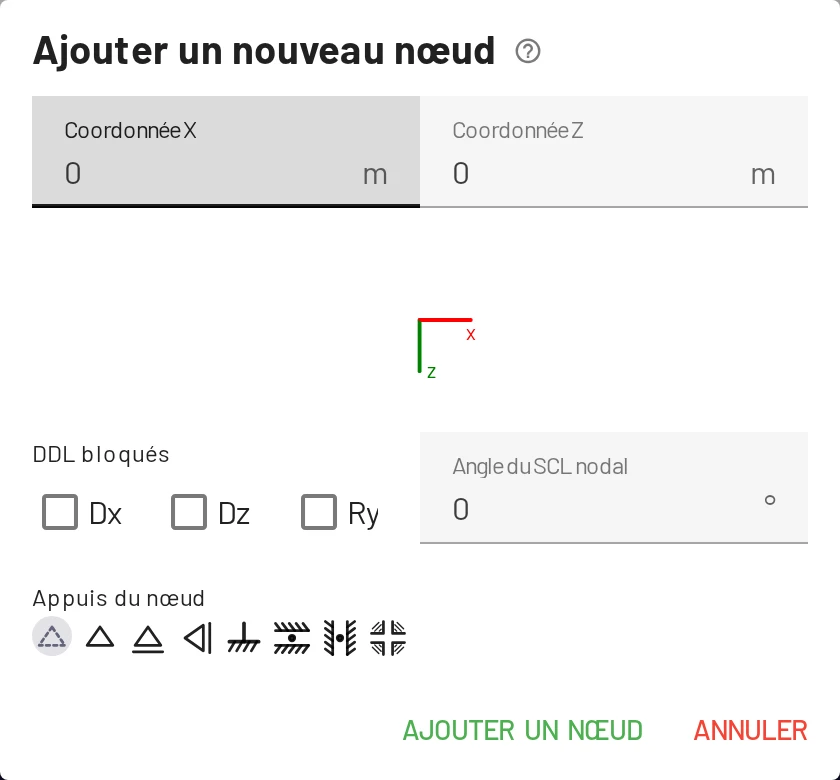 Ajouter un nouveau nœud ?
Coordonnée X
0 m
Coordonnée Z
0 m
x
z
DDL bloqués
Dx Dz Ry
Angle du SCL nodal
0 °
Appuis du nœud
AJOUTER UN NŒUD ANNULER